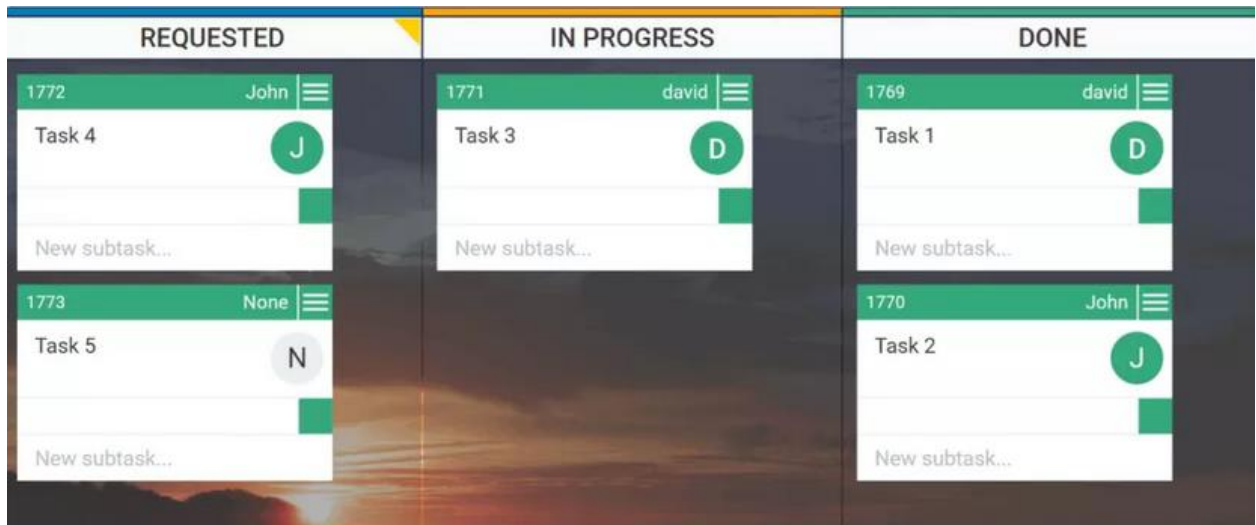 REQUESTED
1772 John
Task 4
J
New subtask...
1773 None
Task 5
N
New subtask...
IN PROGRESS
1771 david
Task 3
D
New subtask...
DONE
1769 david
Task 1
D
New subtask...
1770 John
Task 2
J
New subtask...